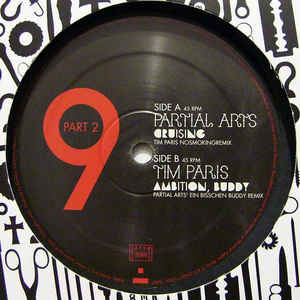 9
PART 2
SIDE A 45 RPM
PARTIAL ARTS
CRUISING
TIM PARIS NOSMOKINGREMIX
SIDE B 45 RPM
TIM PARIS
AMBITION, BUDDY
PARTIAL ARTS' EIN BISSCHEN BUDDY REMIX